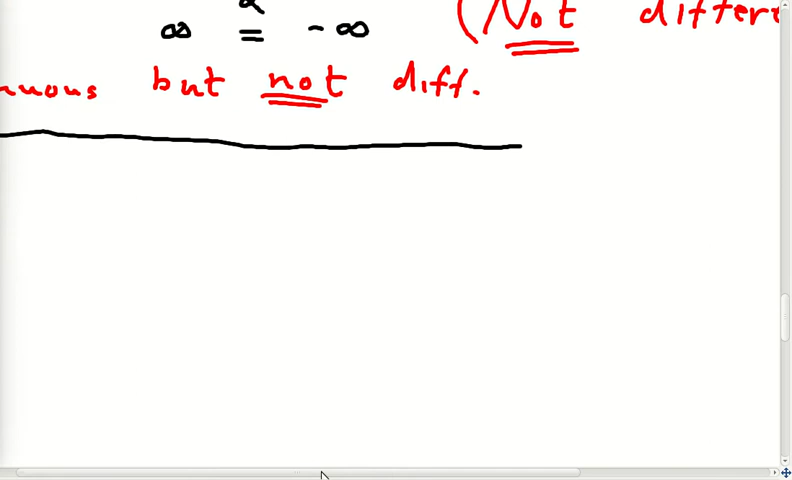 ∞ ≟ -∞ (Not differ
nuous but not diff.